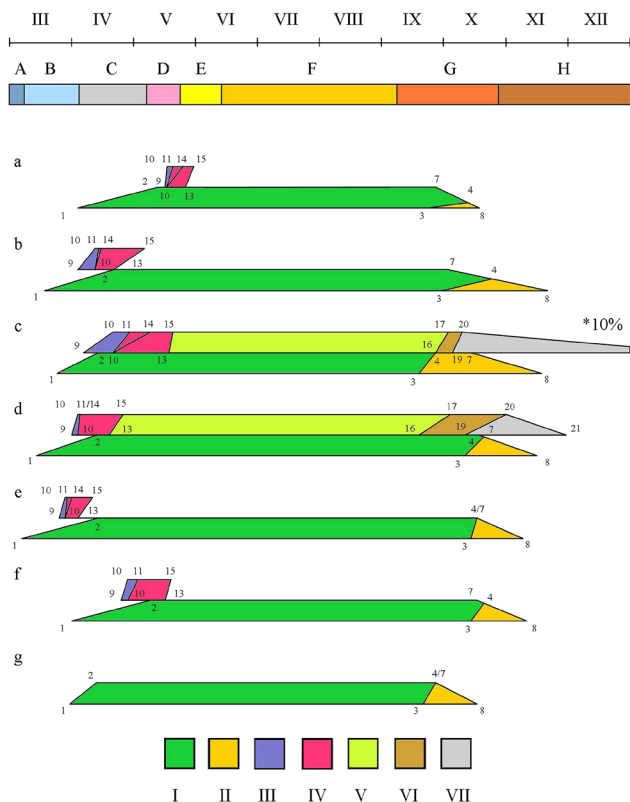 III IV V VI VII VIII IX X XI XII
A B C D E F G H
a
10 11 14 15
2 9 7
10 13 4
1 3 8
b
10 11 14 15
9 10 13 7 4
2
1 3 8
c
10 11 14 15 17 20 *10%
9 16
2 10 13 4 19 7
1 3 8
d
10 11/14 15 17 20
9 10 13 16 19 7 21
2 4
1 3 8
e
10 11 14 15 4/7
9 10 13
2
1 3 8
f
10 11 15
9 10 13 7 4
2
1 3 8
g
2 4/7
1 3 8
I II III IV V VI VII